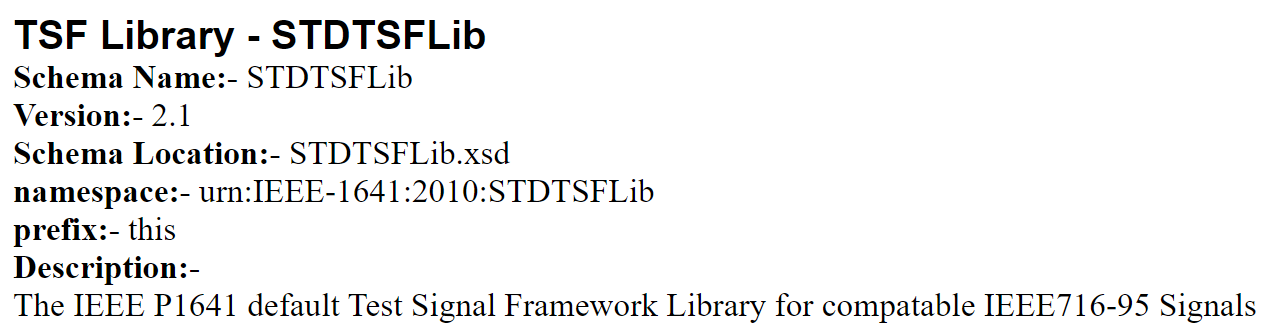 TSF Library - STDTSFLib
Schema Name:- STDTSFLib
Version:- 2.1
Schema Location:- STDTSFLib.xsd
namespace:- urn:IEEE-1641:2010:STDTSFLib
prefix:- this
Description:-
The IEEE P1641 default Test Signal Framework Library for compatable IEEE716-95 Signals